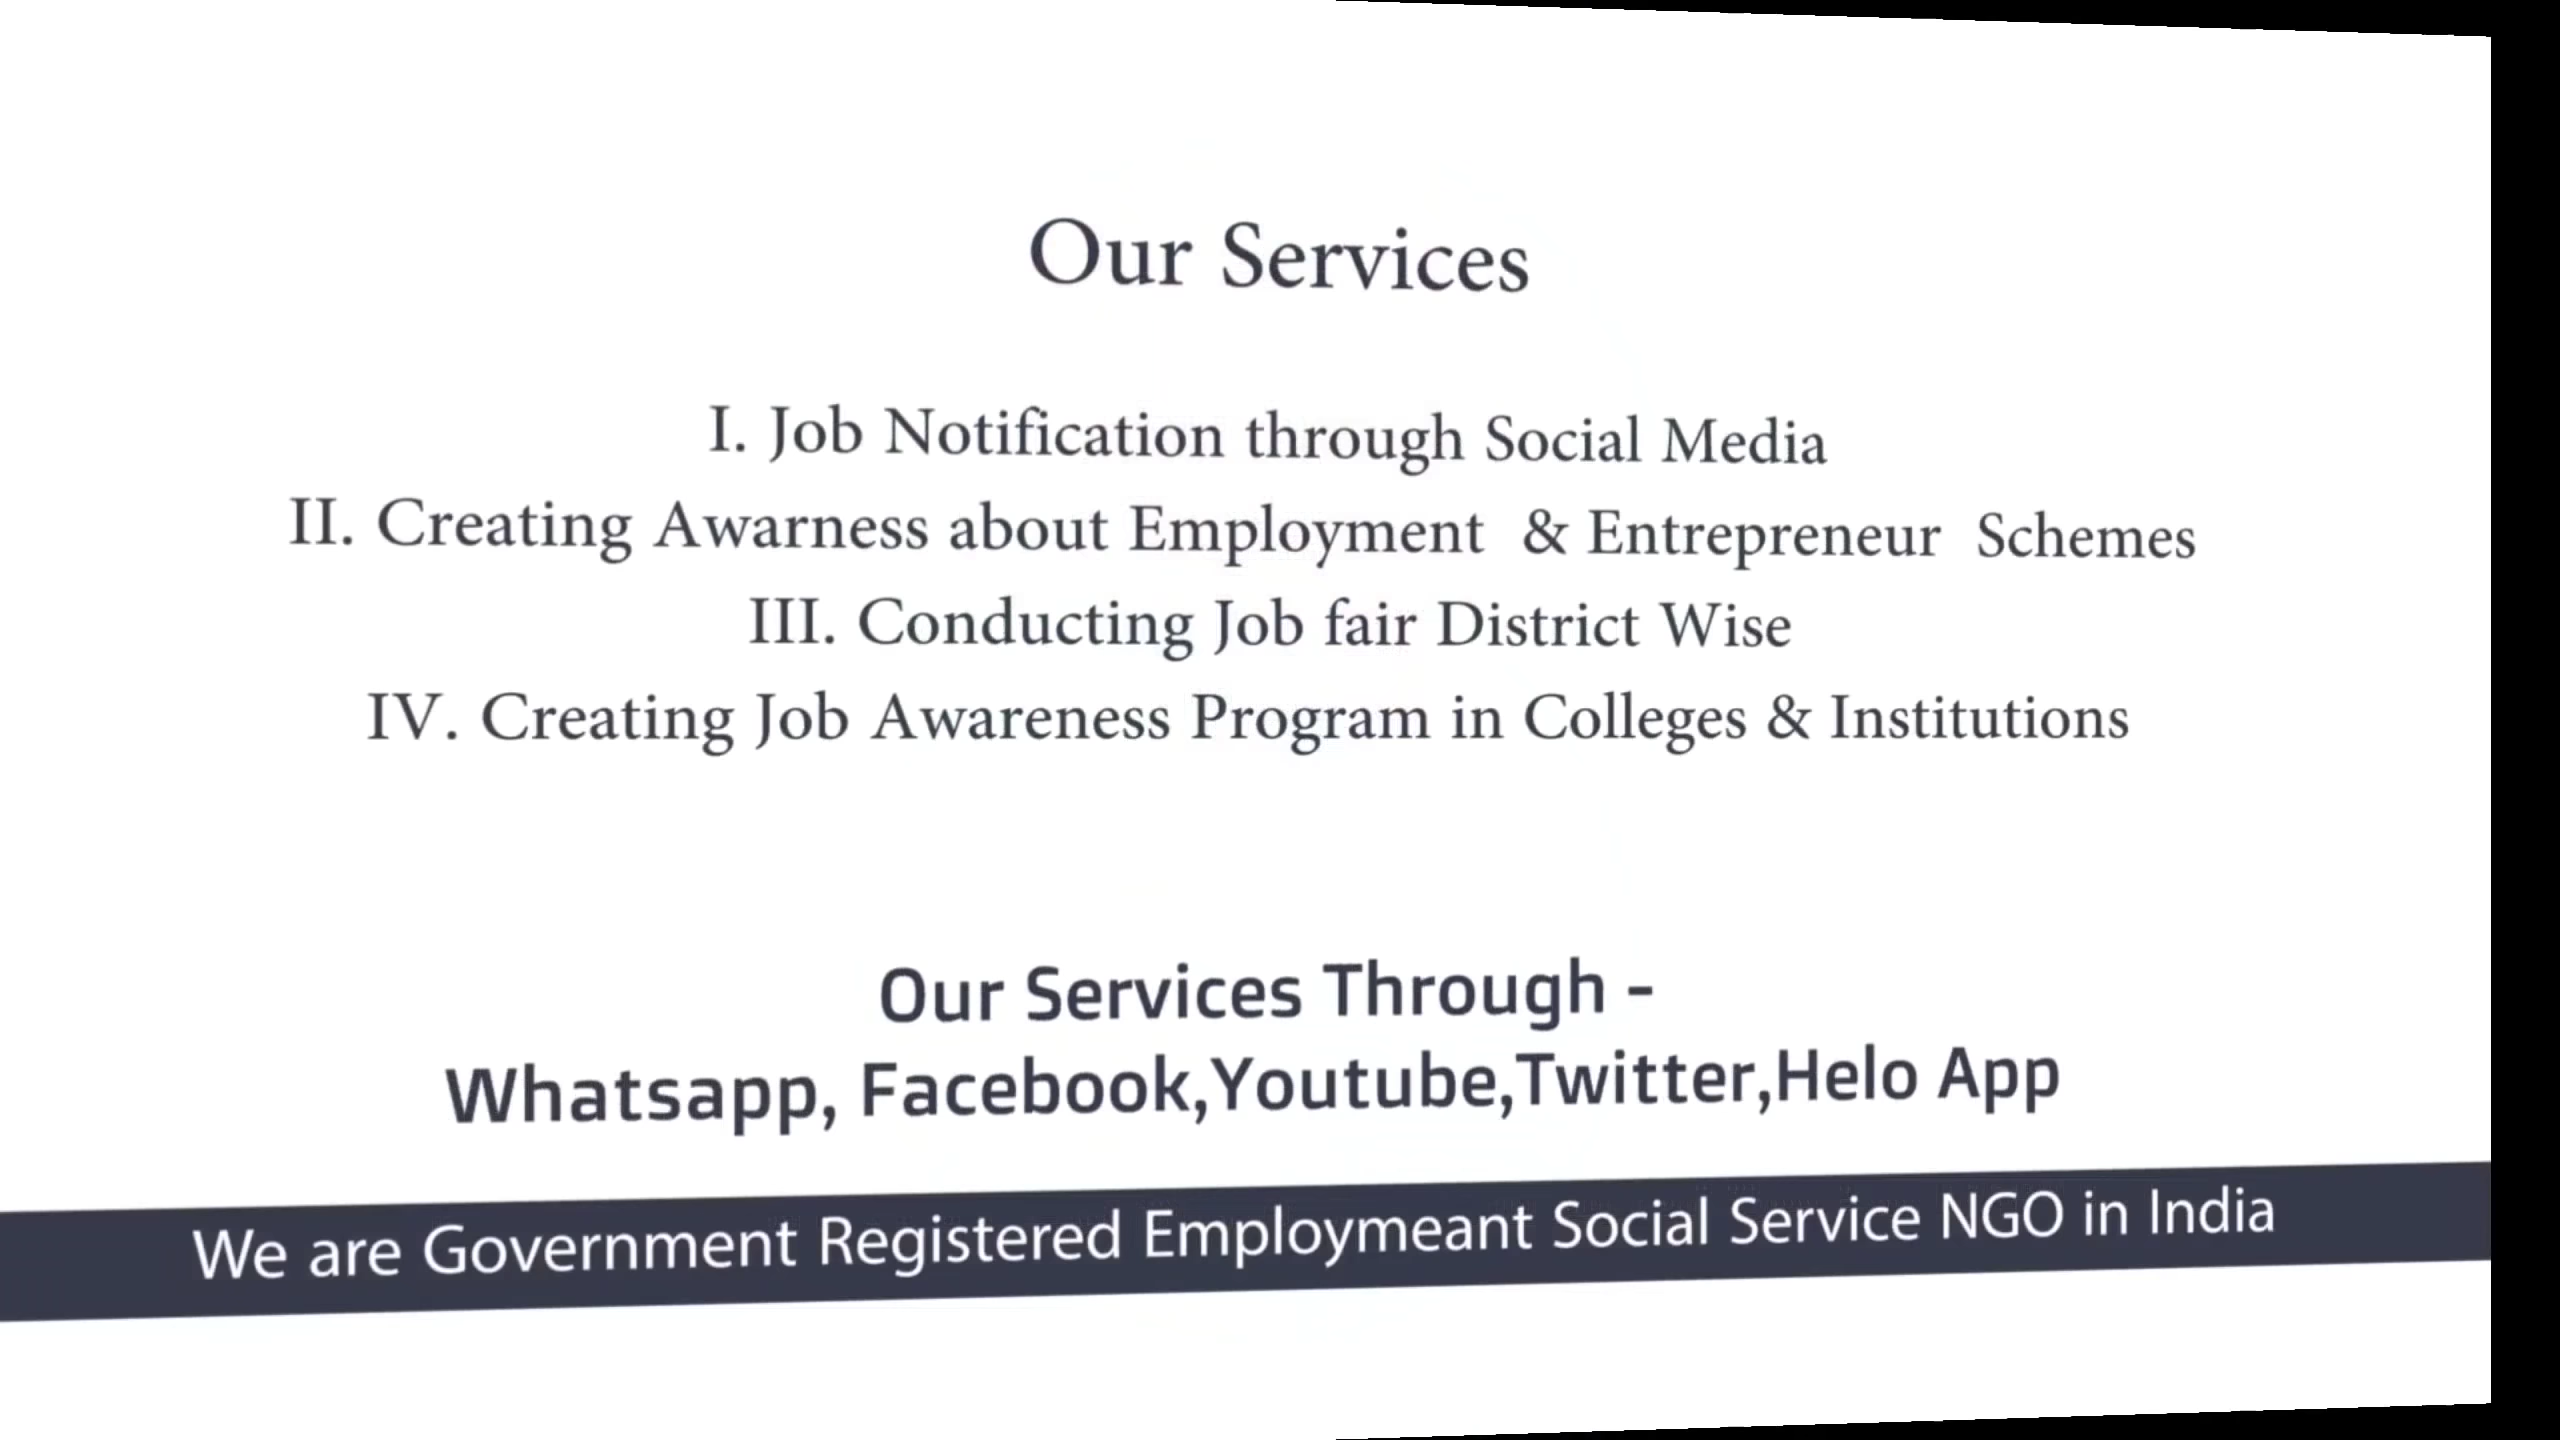 Our Services
I. Job Notification through Social Media
II. Creating Awarness about Employment & Entrepreneur Schemes
III. Conducting Job fair District Wise
IV. Creating Job Awareness Program in Colleges & Institutions
Our Services Through -
Whatsapp, Facebook,Youtube,Twitter,Helo App
We are Government Registered Employmeant Social Service NGO in India